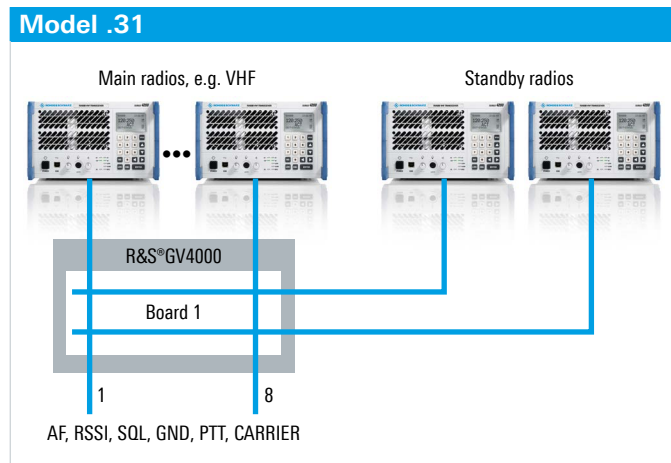 Model .31
Main radios, e.g. VHF
Standby radios
R&S®GV4000
Board 1
1
8
AF, RSSI, SQL, GND, PTT, CARRIER